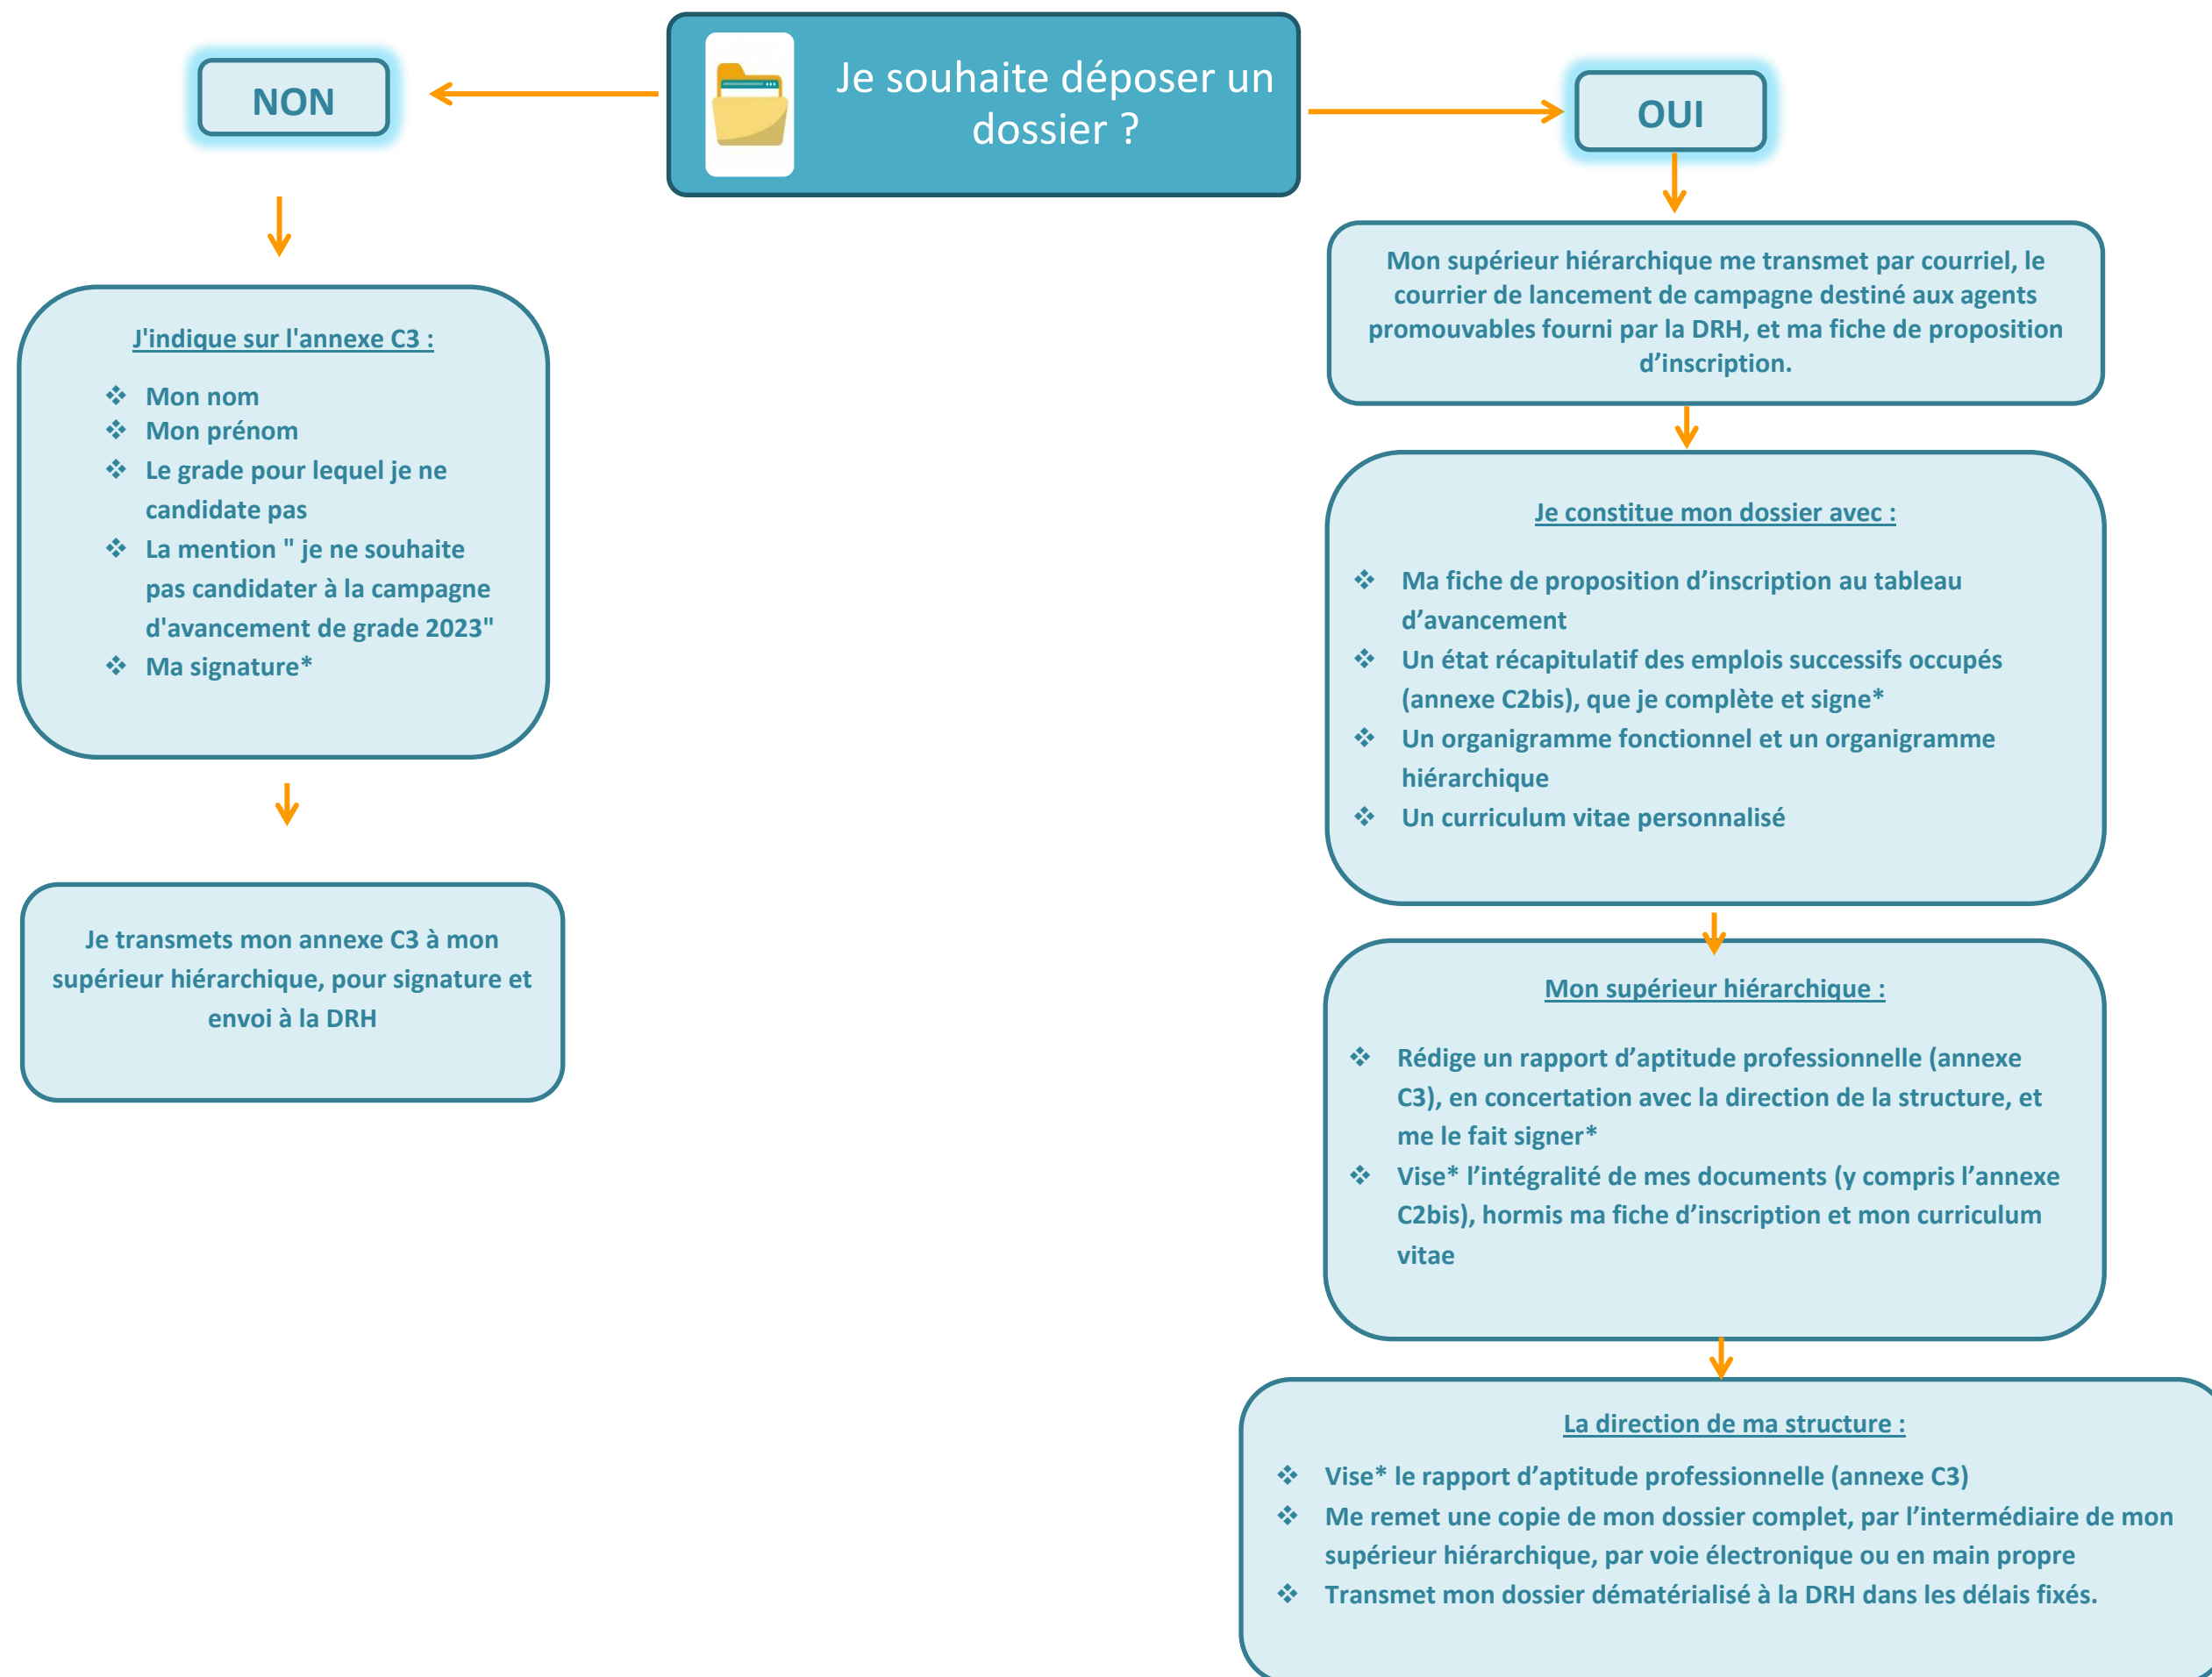 Je souhaite déposer un
dossier ?
NON
J'indique sur l'annexe C3 :
❖ Mon nom
❖ Mon prénom
❖ Le grade pour lequel je ne
candidate pas
❖ La mention " je ne souhaite
pas candidater à la campagne
d'avancement de grade 2023"
❖ Ma signature*
Je transmets mon annexe C3 à mon
supérieur hiérarchique, pour signature et
envoi à la DRH
OUI
Mon supérieur hiérarchique me transmet par courriel, le
courrier de lancement de campagne destiné aux agents
promouvables fourni par la DRH, et ma fiche de proposition
d’inscription.
Je constitue mon dossier avec :
❖ Ma fiche de proposition d’inscription au tableau
d’avancement
❖ Un état récapitulatif des emplois successifs occupés
(annexe C2bis), que je complète et signe*
❖ Un organigramme fonctionnel et un organigramme
hiérarchique
❖ Un curriculum vitae personnalisé
Mon supérieur hiérarchique :
❖ Rédige un rapport d’aptitude professionnelle (annexe
C3), en concertation avec la direction de la structure, et
me le fait signer*
❖ Vise* l’intégralité de mes documents (y compris l’annexe
C2bis), hormis ma fiche d’inscription et mon curriculum
vitae
La direction de ma structure :
❖ Vise* le rapport d’aptitude professionnelle (annexe C3)
❖ Me remet une copie de mon dossier complet, par l’intermédiaire de mon
supérieur hiérarchique, par voie électronique ou en main propre
❖ Transmet mon dossier dématérialisé à la DRH dans les délais fixés.